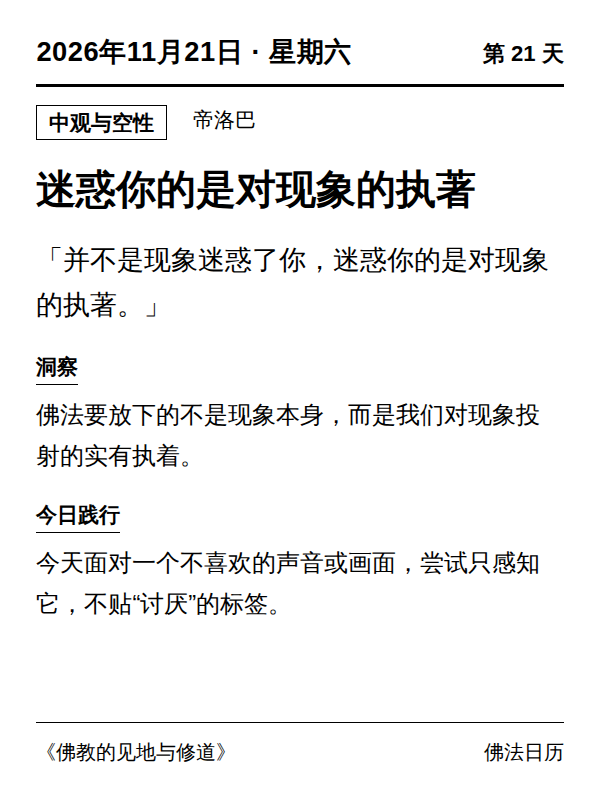 2026年11月21日 · 星期六
第 21 天
中观与空性
帝洛巴
迷惑你的是对现象的执著
「并不是现象迷惑了你，迷惑你的是对现象
的执著。」
洞察
佛法要放下的不是现象本身，而是我们对现象投
射的实有执着。
今日践行
今天面对一个不喜欢的声音或画面，尝试只感知
它，不贴“讨厌”的标签。
《佛教的见地与修道》
佛法日历